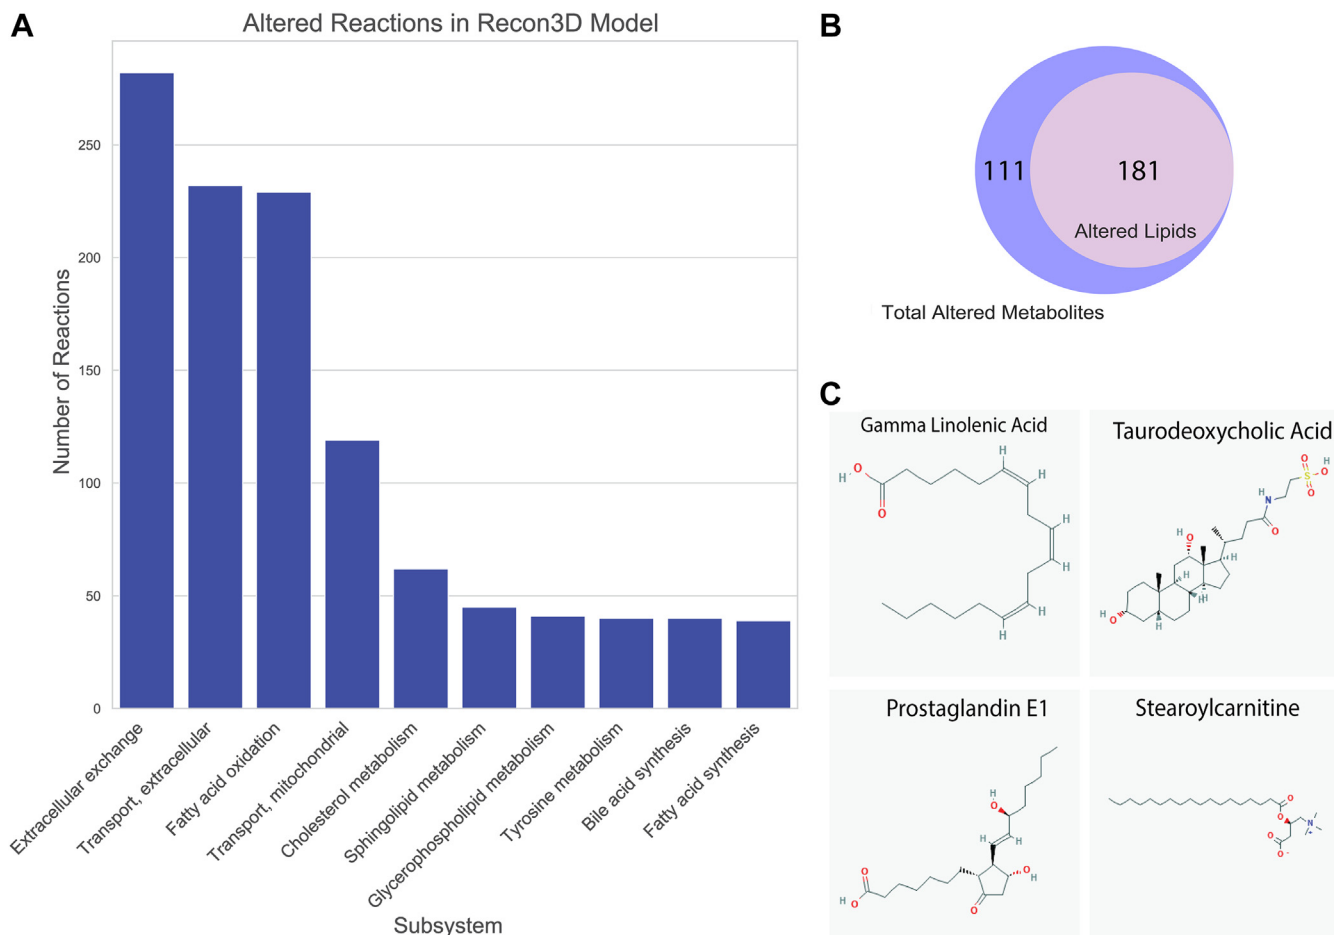 A
Altered Reactions in Recon3D Model
Number of Reactions
250
200
150
100
50
0
Extracellular exchange
Transport, extracellular
Fatty acid oxidation
Transport, mitochondrial
Cholesterol metabolism
Sphingolipid metabolism
Glycerophospholipid metabolism
Tyrosine metabolism
Bile acid synthesis
Fatty acid synthesis
Subsystem
B
111
181
Altered Lipids
Total Altered Metabolites
C
Gamma Linolenic Acid
H
H O
H
O
H
H
H
H
Taurodeoxycholic Acid
O H
S O
H O
N
O
H O
H
H
H
H
H
O
Prostaglandin E1
H
O
H
H
O
O
H
H O
O
Stearoylcarnitine
O
O
N
+
O
O -